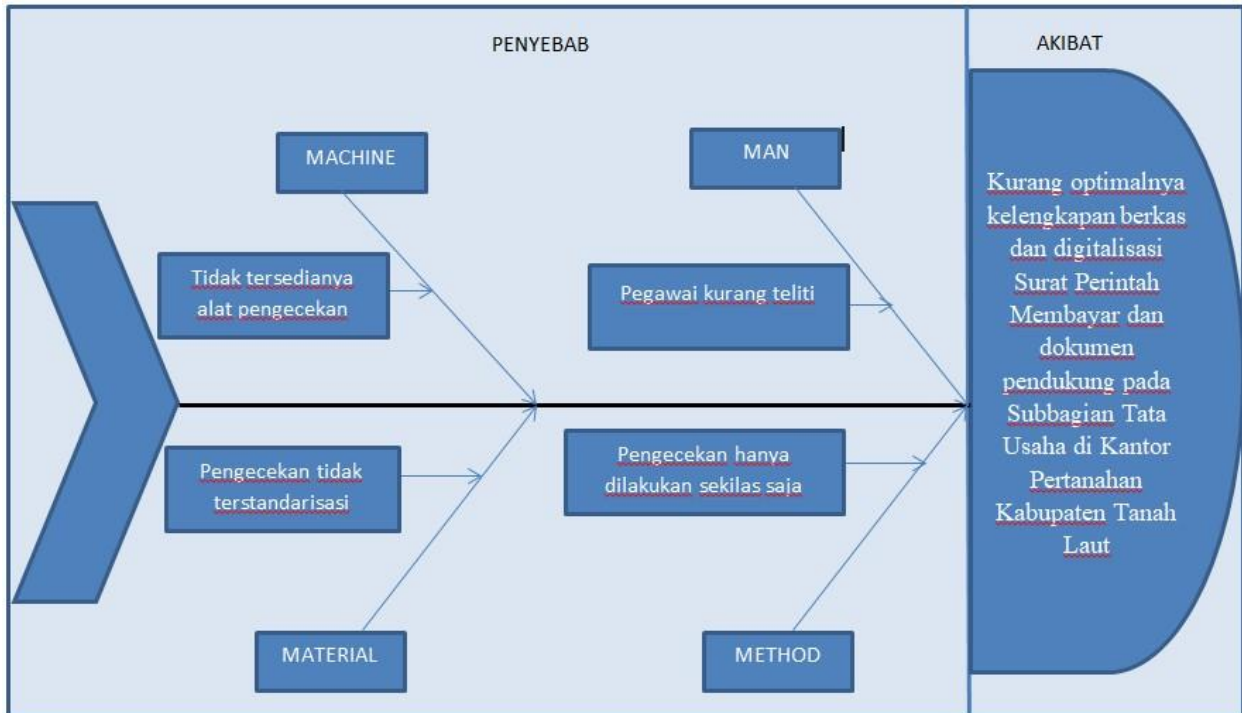 PENYEBAB
AKIBAT
MACHINE
MAN
Tidak tersedianya
alat pengecekan
Pegawai kurang teliti
Pengecekan tidak
terstandarisasi
Pengecekan hanya
dilakukan sekilas saja
MATERIAL
METHOD
Kurang optimalnya
kelengkapan berkas
dan digitalisasi
Surat Perintah
Membayar dan
dokumen
pendukung pada
Subbagian Tata
Usaha di Kantor
Pertanahan
Kabupaten Tanah
Laut